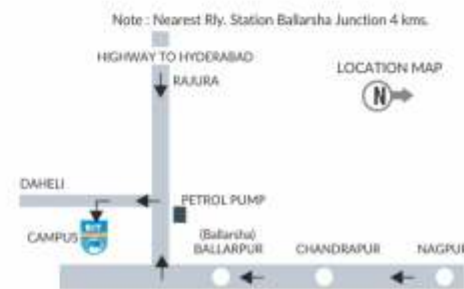 Note : Nearest Rly. Station Ballarsha Junction 4 kms.
HIGHWAY TO HYDERABAD
RAJURA
LOCATION MAP
N
DAHELI
PETROL PUMP
CAMPUS
(Ballarsha)
BALLARPUR
CHANDRAPUR
NAGPUR